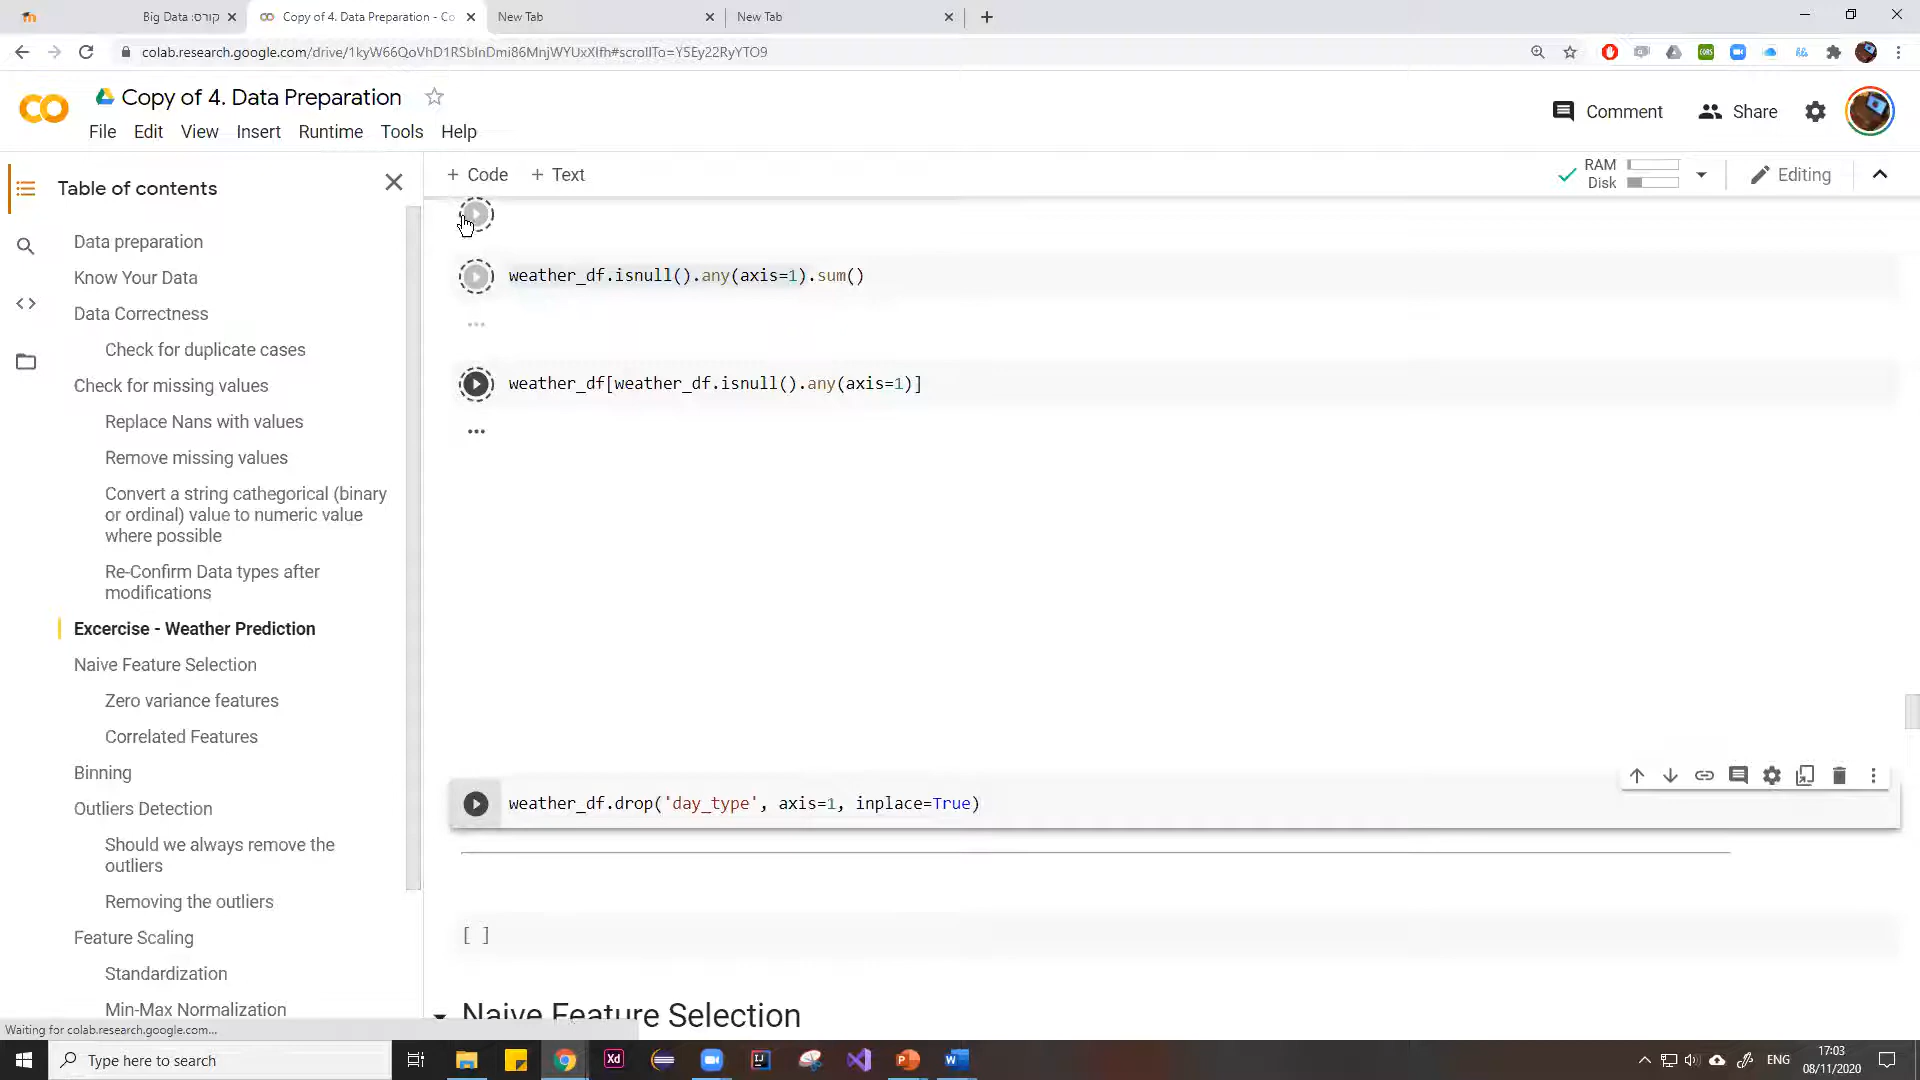 קורס: Big Data
Copy of 4. Data Preparation - Co
New Tab
New Tab
colab.research.google.com/drive/1kyW66QoVhD1RSbInDmi86MnjWYUxXlfh#scrollTo=Y5Ey22RyYTO9
Copy of 4. Data Preparation
File Edit View Insert Runtime Tools Help
Comment
Share
Table of contents
+ Code + Text
RAM
Disk
Editing
Data preparation
Know Your Data
Data Correctness
Check for duplicate cases
Check for missing values
Replace Nans with values
Remove missing values
Convert a string cathegorical (binary
or ordinal) value to numeric value
where possible
Re-Confirm Data types after
modifications
Excercise - Weather Prediction
Naive Feature Selection
Zero variance features
Correlated Features
Binning
Outliers Detection
Should we always remove the
outliers
Removing the outliers
Feature Scaling
Standardization
Min-Max Normalization
weather_df.isnull().any(axis=1).sum()
weather_df[weather_df.isnull().any(axis=1)]
weather_df.drop('day_type', axis=1, inplace=True)
[ ]
Naive Feature Selection
Waiting for colab.research.google.com...
Type here to search
ENG
17:03
08/11/2020